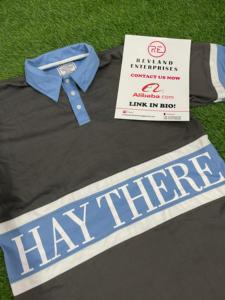 RE
REVLAND
ENTERPRISES
CONTACT US NOW
Alibaba.com
LINK IN BIO!
HAY THERE